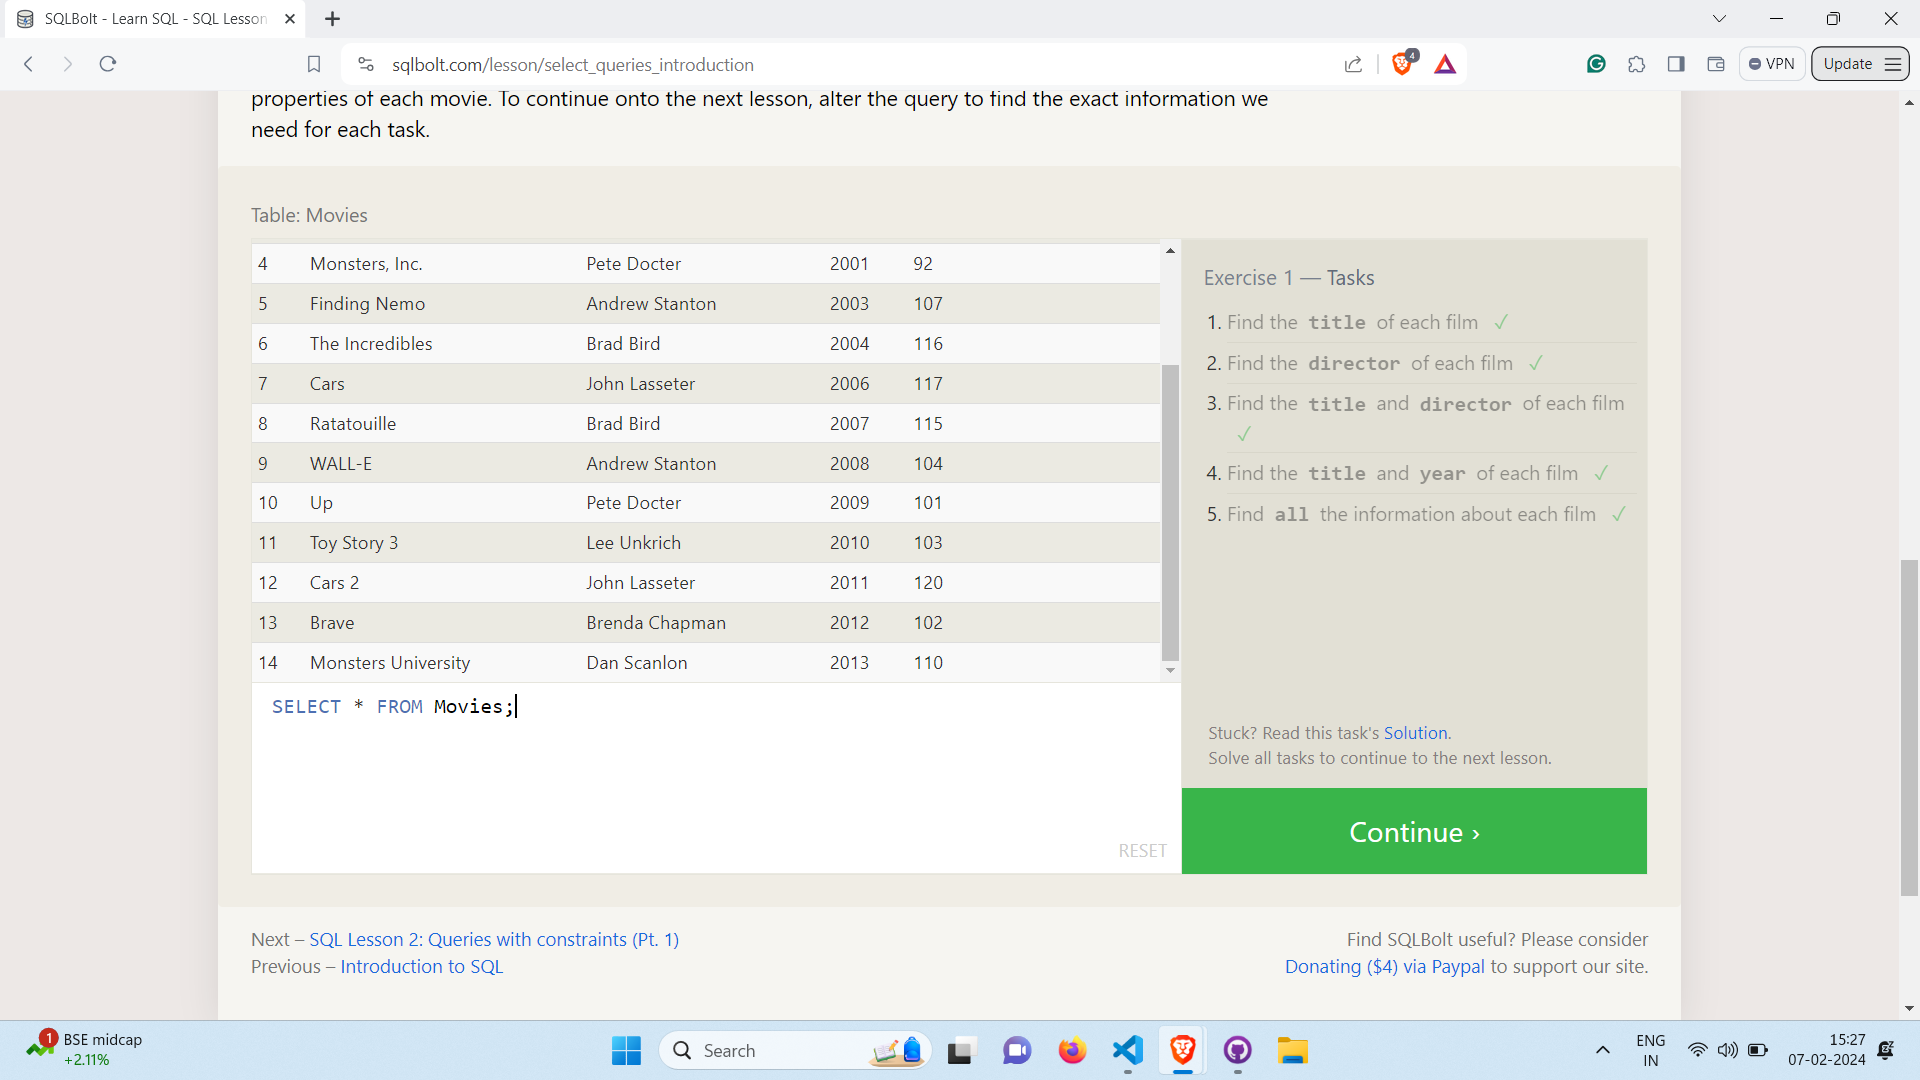 SQLBolt - Learn SQL - SQL Lesson
sqlbolt.com/lesson/select_queries_introduction
4
VPN
Update
properties of each movie. To continue onto the next lesson, alter the query to find the exact information we
need for each task.
Table: Movies
4 Monsters, Inc. Pete Docter 2001 92
5 Finding Nemo Andrew Stanton 2003 107
6 The Incredibles Brad Bird 2004 116
7 Cars John Lasseter 2006 117
8 Ratatouille Brad Bird 2007 115
9 WALL-E Andrew Stanton 2008 104
10 Up Pete Docter 2009 101
11 Toy Story 3 Lee Unkrich 2010 103
12 Cars 2 John Lasseter 2011 120
13 Brave Brenda Chapman 2012 102
14 Monsters University Dan Scanlon 2013 110
SELECT * FROM Movies;
RESET
Exercise 1 — Tasks
1. Find the title of each film ✓
2. Find the director of each film ✓
3. Find the title and director of each film
✓
4. Find the title and year of each film ✓
5. Find all the information about each film ✓
Stuck? Read this task's Solution.
Solve all tasks to continue to the next lesson.
Continue ›
Next – SQL Lesson 2: Queries with constraints (Pt. 1)
Previous – Introduction to SQL
Find SQLBolt useful? Please consider
Donating ($4) via Paypal to support our site.
1
BSE midcap
+2.11%
Search
ENG
IN
15:27
07-02-2024